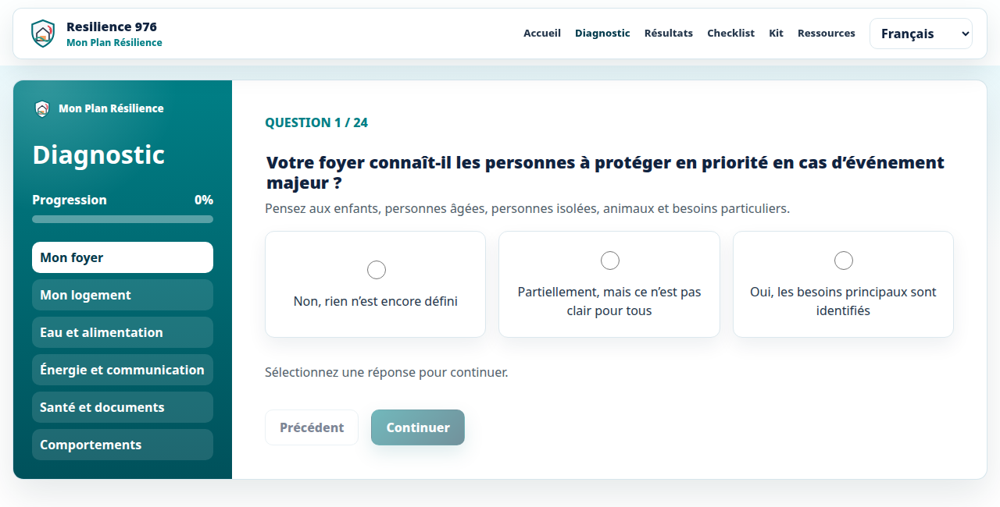 Resilience 976
Mon Plan Résilience
Accueil
Diagnostic
Résultats
Checklist
Kit
Ressources
Français
Mon Plan Résilience
Diagnostic
Progression
0%
Mon foyer
Mon logement
Eau et alimentation
Énergie et communication
Santé et documents
Comportements
QUESTION 1 / 24
Votre foyer connaît-il les personnes à protéger en priorité en cas d’événement
majeur ?
Pensez aux enfants, personnes âgées, personnes isolées, animaux et besoins particuliers.
Non, rien n’est encore défini
Partiellement, mais ce n’est pas
clair pour tous
Oui, les besoins principaux sont
identifiés
Sélectionnez une réponse pour continuer.
Précédent
Continuer